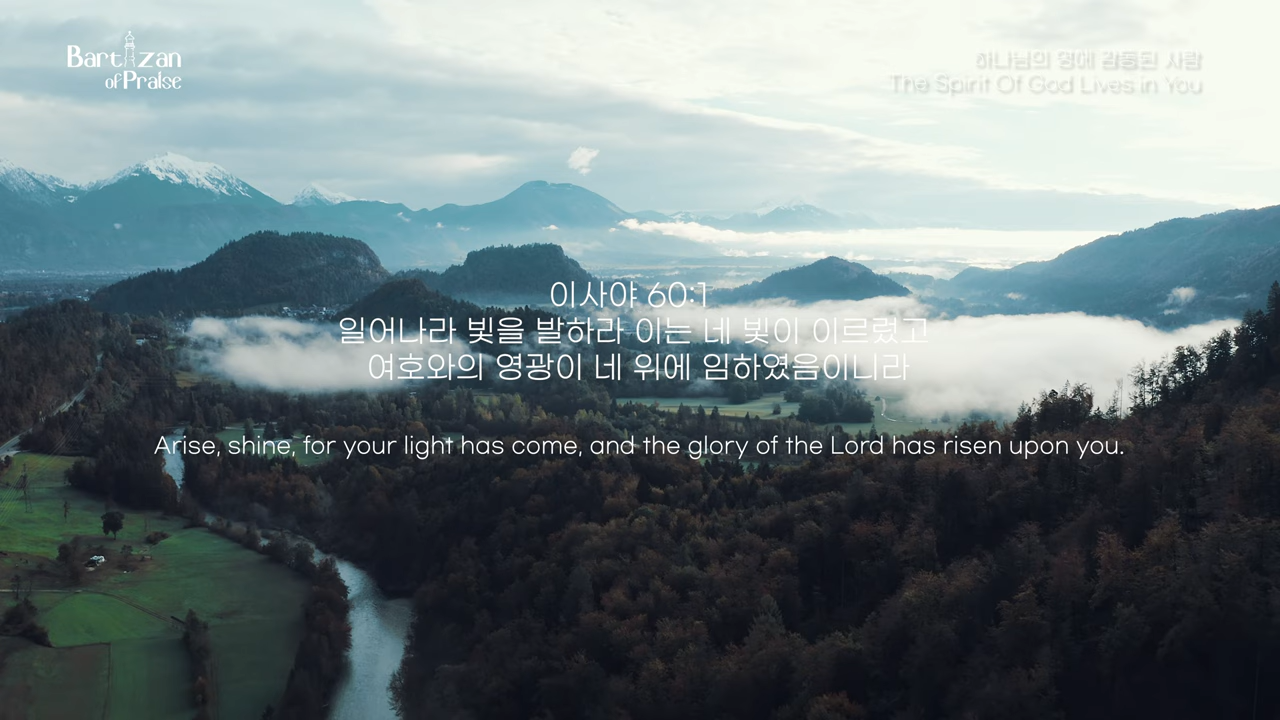 Bartizan
of Praise
하나님의 영에 감동된 사람
The Spirit Of God Lives in You
이사야 60:1
일어나라 빛을 발하라 이는 네 빛이 이르렀고
여호와의 영광이 네 위에 임하였음이니라
Arise, shine, for your light has come, and the glory of the Lord has risen upon you.